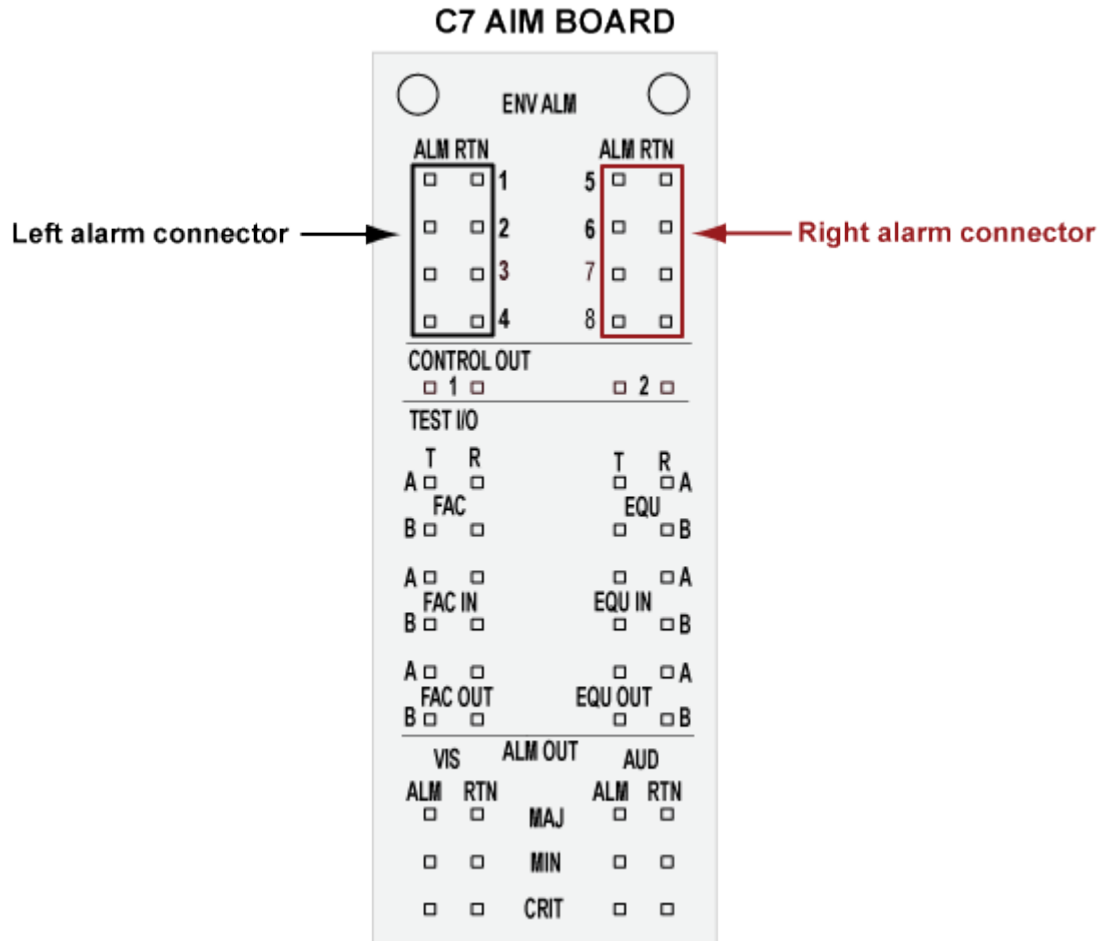 C7 AIM BOARD
ENV ALM
ALM RTN ALM RTN
1 5
Left alarm connector 2 6 Right alarm connector
3 7
4 8
CONTROL OUT
1 2
TEST I/O
T R T R
A A
FAC EQU
B B
A A
FAC IN EQU IN
B B
A A
FAC OUT EQU OUT
B B
VIS ALM OUT AUD
ALM RTN ALM RTN
MAJ
MIN
CRIT